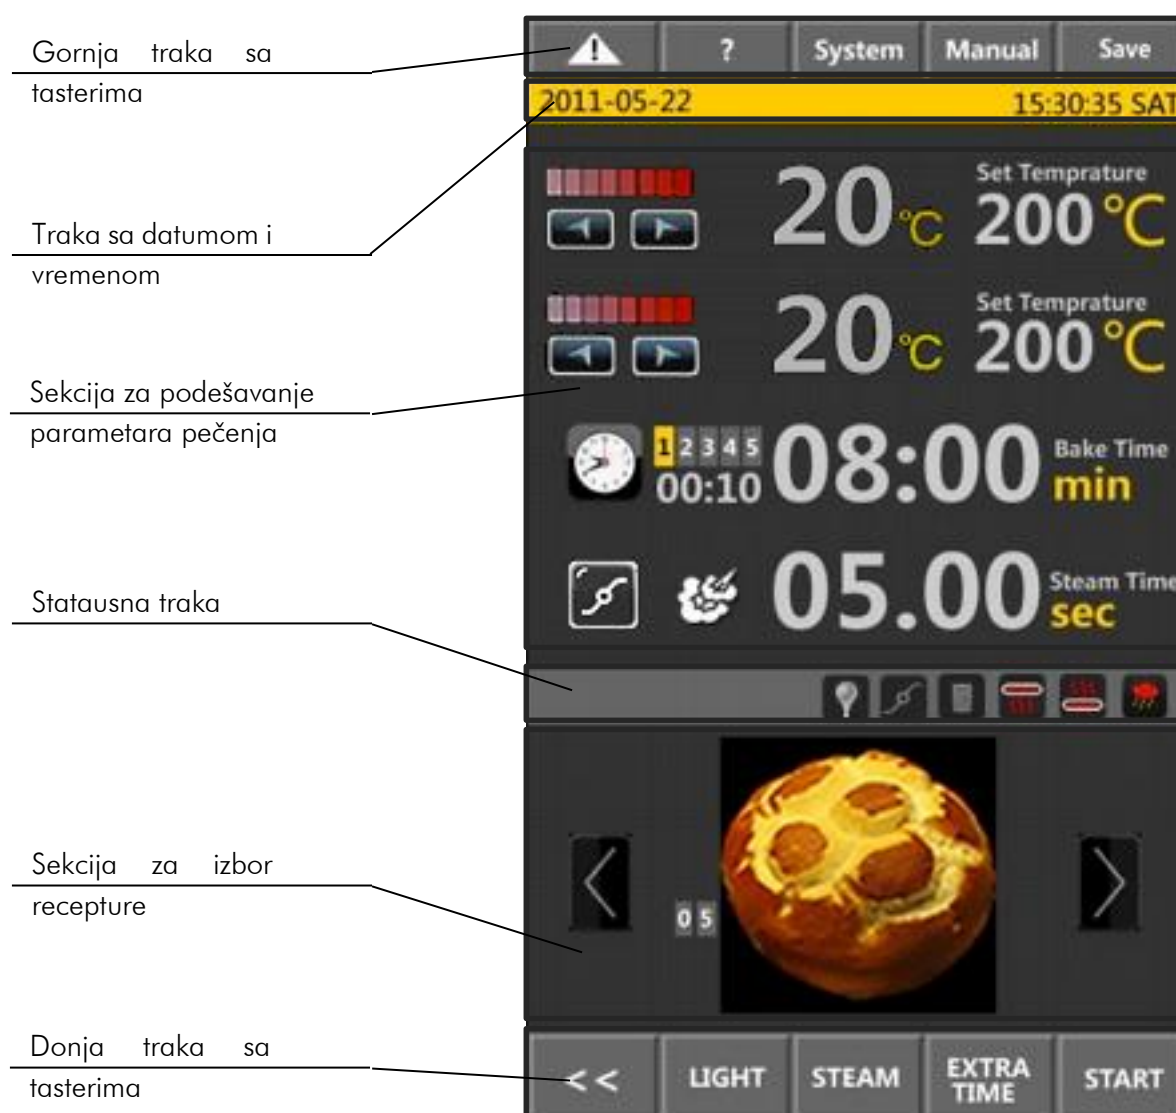 Gornja traka sa
tasterima
Traka sa datumom i
vremenom
Sekcija za podešavanje
parametara pečenja
Statausna traka
Sekcija za izbor
recepture
Donja traka sa
tasterima
? System Manual Save
2011-05-22 15:30:35 SAT
Set Temprature
20 °C 200 °C
Set Temprature
20 °C 200 °C
1 2 3 4 5 08:00 Bake Time
00:10 min
05.00 Steam Time
sec
0 5
<< LIGHT STEAM EXTRA TIME START